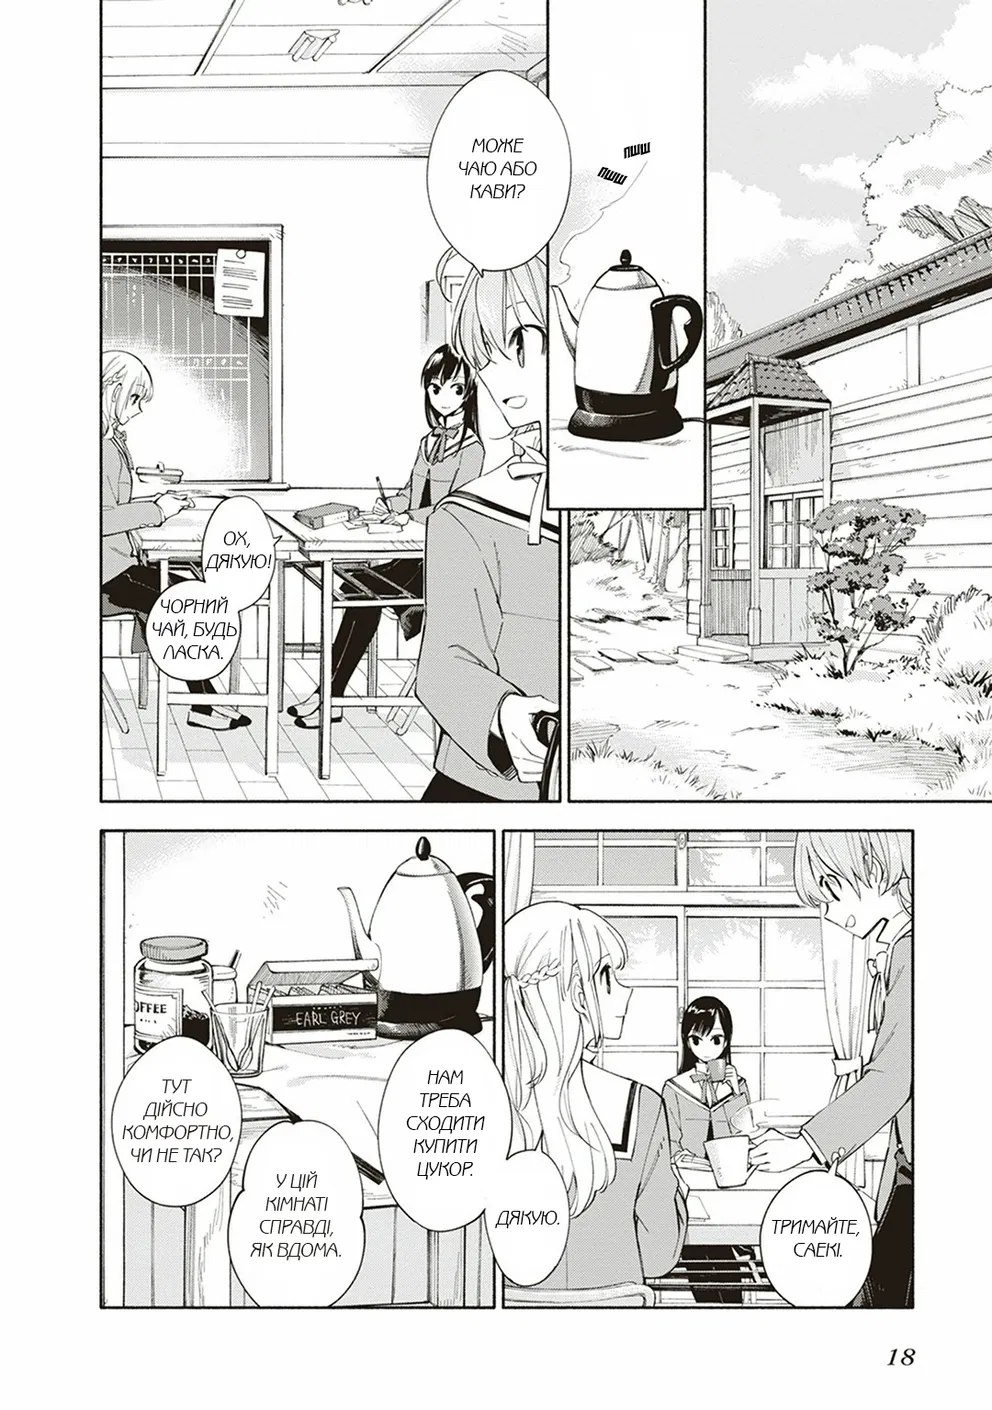 ПШШ
ПШШ
МОЖЕ
ЧАЮ АБО
КАВИ?
ОХ,
ДЯКУЮ!
ЧОРНИЙ
ЧАЙ, БУДЬ
ЛАСКА.
ТРИМАЙТЕ,
САЕКІ.
ДЯКУЮ.
НАМ
ТРЕБА
СХОДИТИ
КУПИТИ
ЦУКОР.
EARL GREY
OFFEE
У ЦІЙ
КІМНАТІ
СПРАВДІ,
ЯК ВДОМА.
ТУТ
ДІЙСНО
КОМФОРТНО,
ЧИ НЕ ТАК?
18